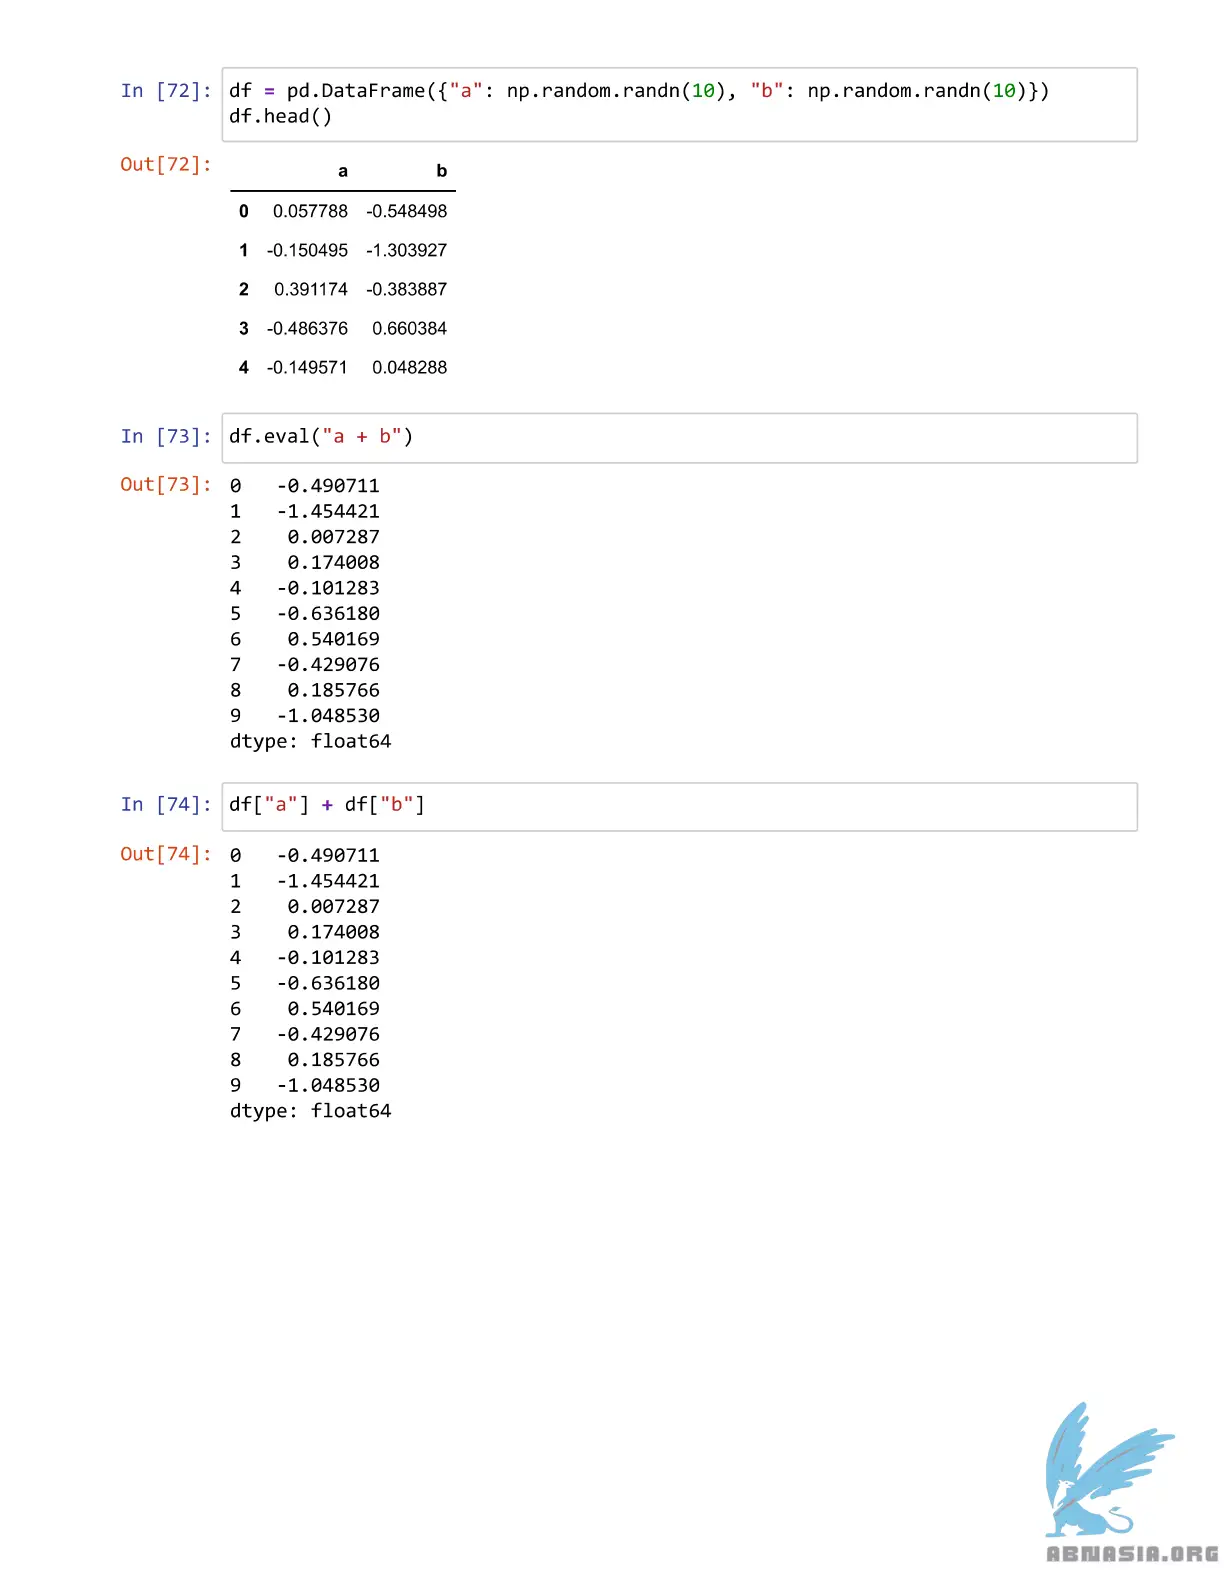 In [72]: df = pd.DataFrame({"a": np.random.randn(10), "b": np.random.randn(10)})
df.head()
Out[72]:
a b
0 0.057788 -0.548498
1 -0.150495 -1.303927
2 0.391174 -0.383887
3 -0.486376 0.660384
4 -0.149571 0.048288
In [73]: df.eval("a + b")
Out[73]: 0 -0.490711
1 -1.454421
2 0.007287
3 0.174008
4 -0.101283
5 -0.636180
6 0.540169
7 -0.429076
8 0.185766
9 -1.048530
dtype: float64
In [74]: df["a"] + df["b"]
Out[74]: 0 -0.490711
1 -1.454421
2 0.007287
3 0.174008
4 -0.101283
5 -0.636180
6 0.540169
7 -0.429076
8 0.185766
9 -1.048530
dtype: float64
ABNASIA.ORG